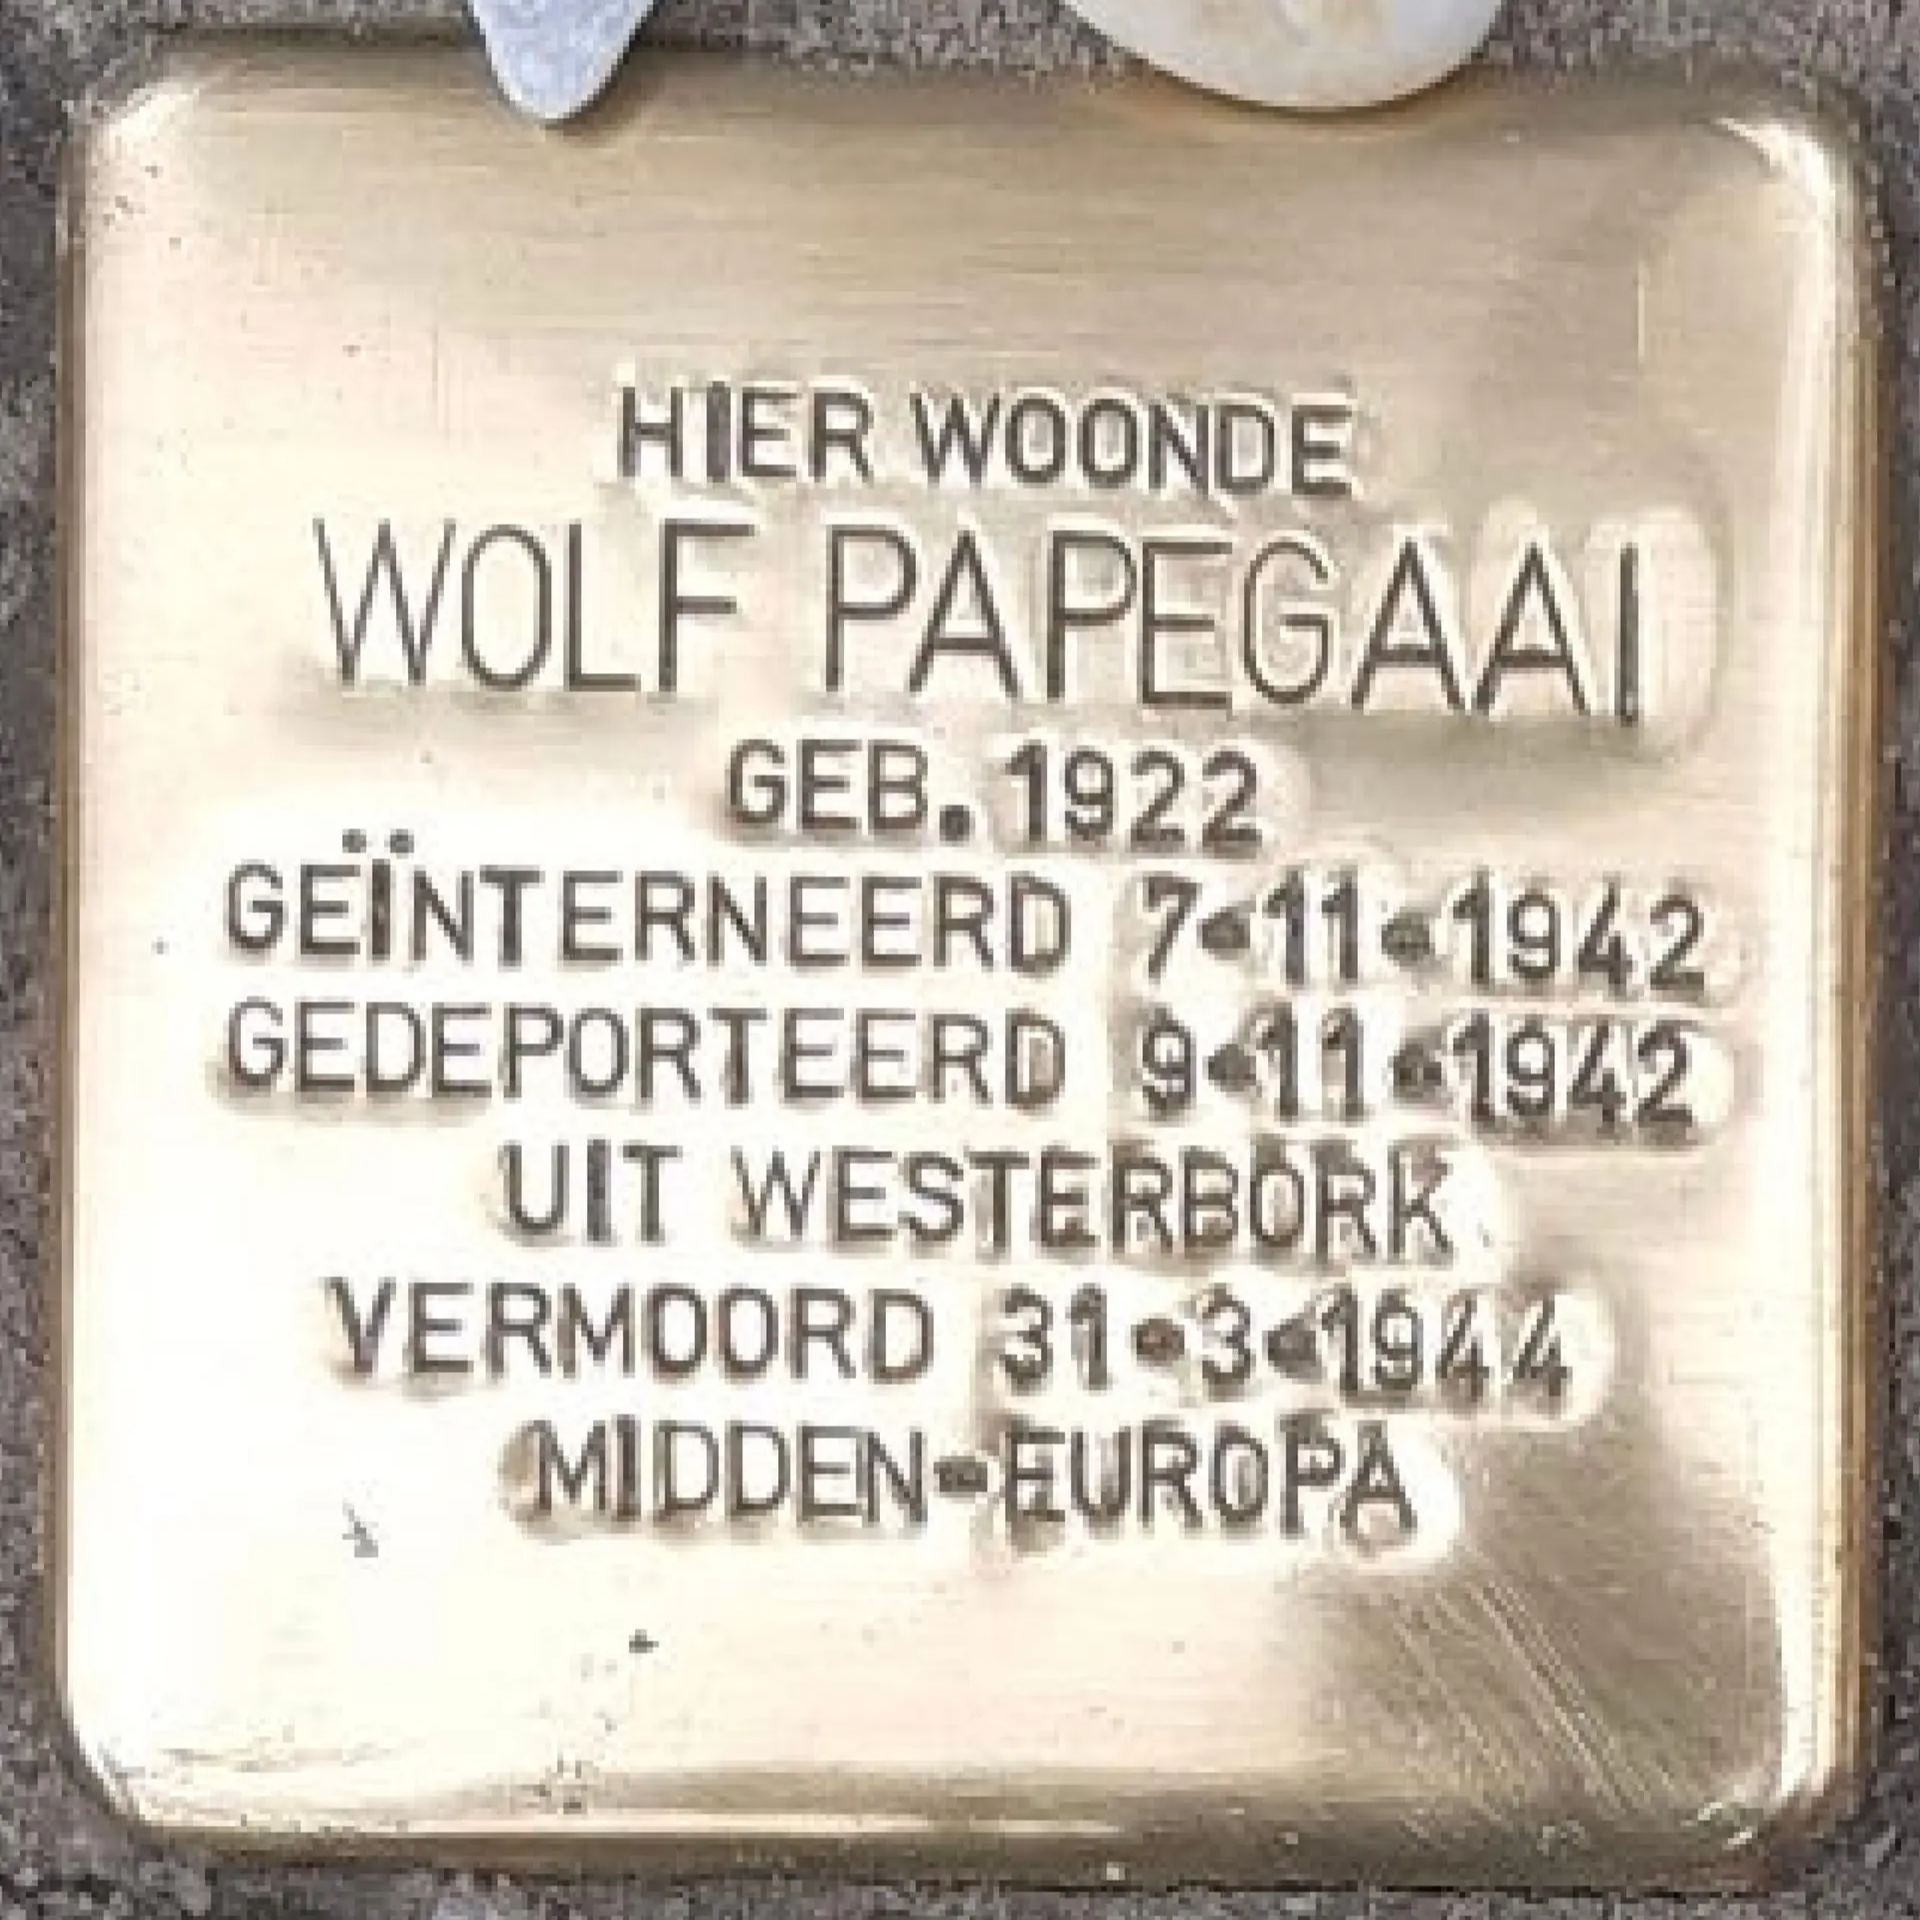 HIER WOONDE
WOLF PAPEGAAI
GEB. 1922
GEÏNTERNEERD 7•11•1942
GEDEPORTEERD 9•11•1942
UIT WESTERBORK
VERMOORD 31•3•1944
MIDDEN-EUROPA